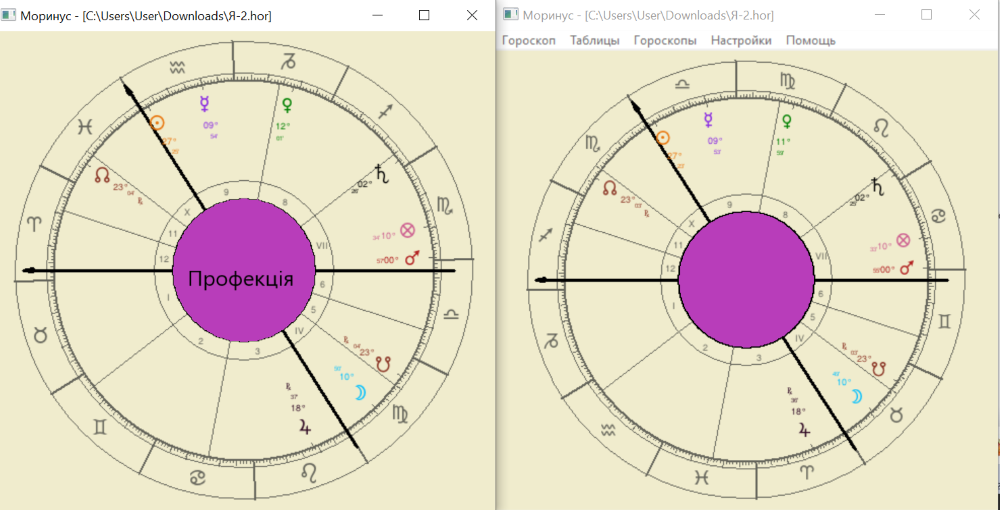 Моринус - [C:\Users\User\Downloads\Я-2.hor]
Моринус - [C:\Users\User\Downloads\Я-2.hor]
Гороскоп Таблицы Гороскопы Настройки Помощь
09°
12°
02°
23°
10°
00°
9
8
X
VII
11
12
6
I
5
2
IV
3
Профекція
23°
10°
18°
09°
11°
02°
23°
10°
00°
9
8
X
VII
11
12
6
I
5
2
IV
3
23°
10°
18°